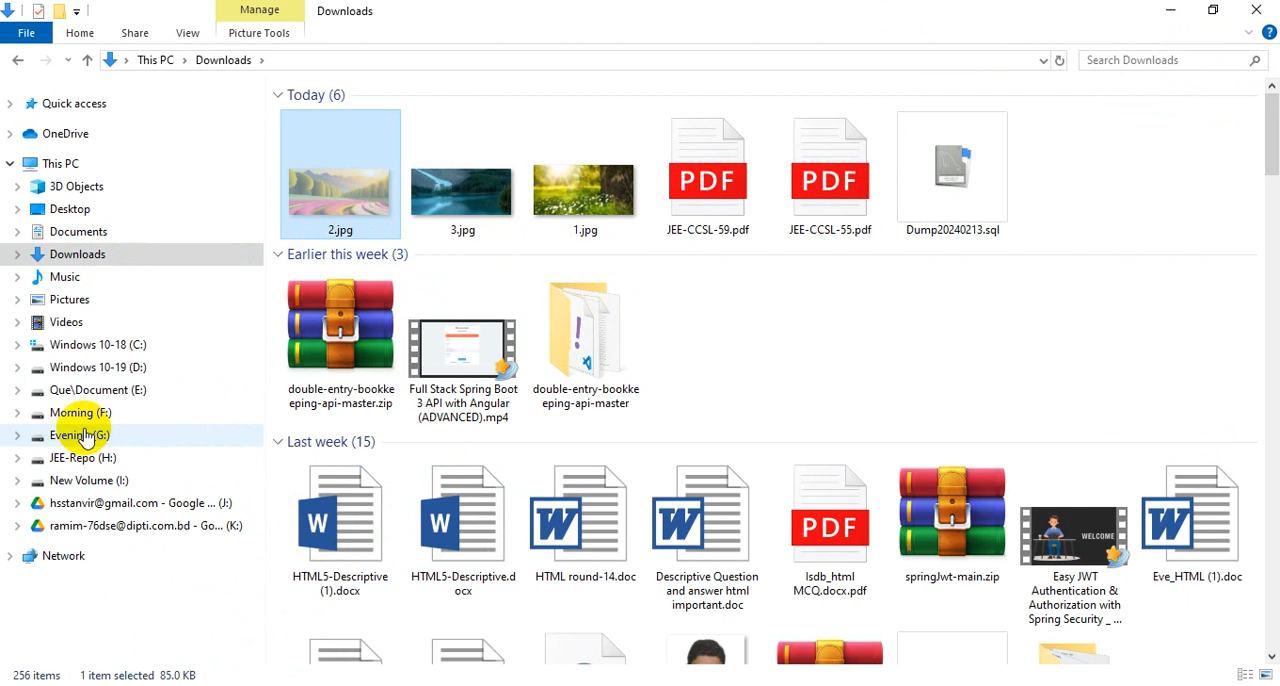 Manage
Downloads
File
Home
Share
View
Picture Tools
This PC
Downloads
Search Downloads
Quick access
OneDrive
This PC
3D Objects
Desktop
Documents
Downloads
Music
Pictures
Videos
Windows 10-18 (C:)
Windows 10-19 (D:)
Que\Document (E:)
Morning (F:)
Evening (G:)
JEE-Repo (H:)
New Volume (I:)
hsstanvir@gmail.com - Google ... (J:)
ramim-76dse@dipti.com.bd - Go... (K:)
Network
Today (6)
2.jpg
3.jpg
1.jpg
PDF
JEE-CCSL-59.pdf
PDF
JEE-CCSL-55.pdf
Dump20240213.sql
Earlier this week (3)
double-entry-bookke
eping-api-master.zip
Full Stack Spring Boot
3 API with Angular
(ADVANCED).mp4
double-entry-bookke
eping-api-master
Last week (15)
W
HTML5-Descriptive
(1).docx
W
HTML5-Descriptive.d
ocx
W
HTML round-14.doc
W
Descriptive Question
and answer html
important.doc
PDF
lsdb_html
MCQ.docx.pdf
springJwt-main.zip
WELCOME
Easy JWT
Authentication &
Authorization with
Spring Security _ ...
W
Eve_HTML (1).doc
256 items
1 item selected 85.0 KB